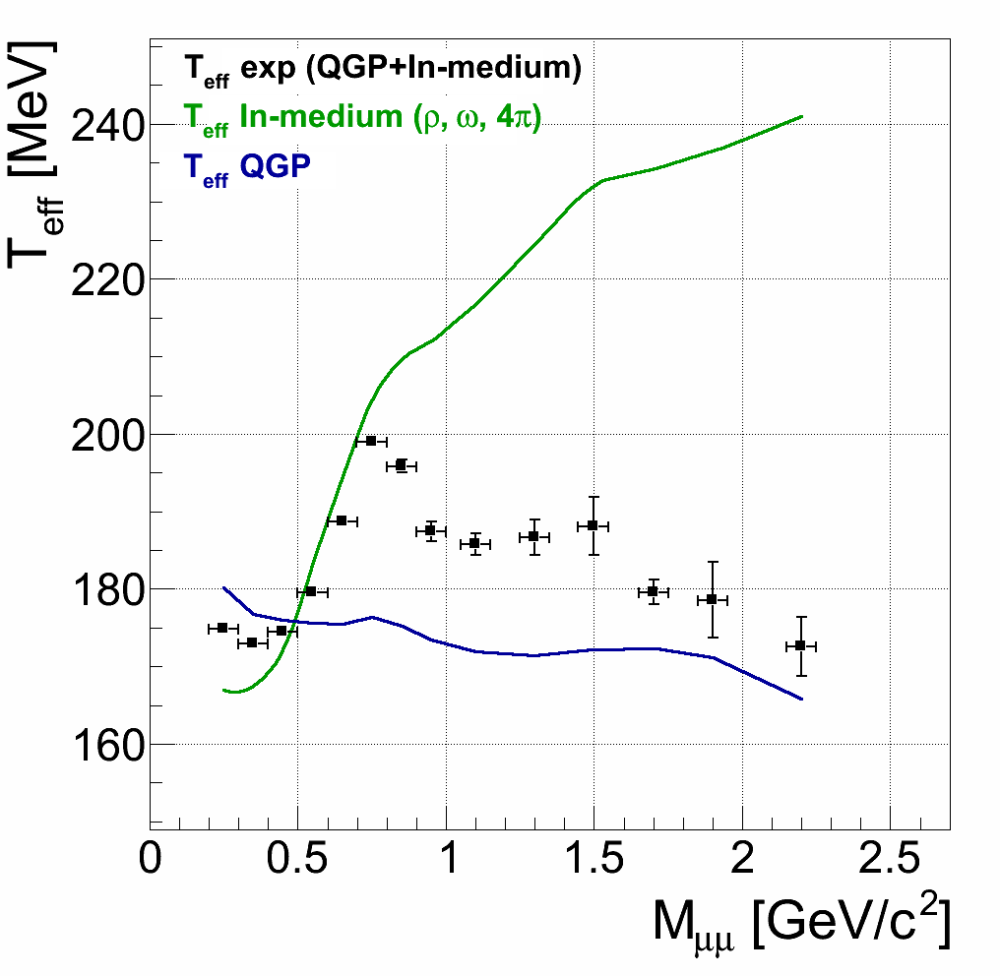 T_eff [MeV]
T_eff exp (QGP+In-medium)
T_eff In-medium (ρ, ω, 4π)
T_eff QGP
240
220
200
180
160
0 0.5 1 1.5 2 2.5
M_μμ [GeV/c²]